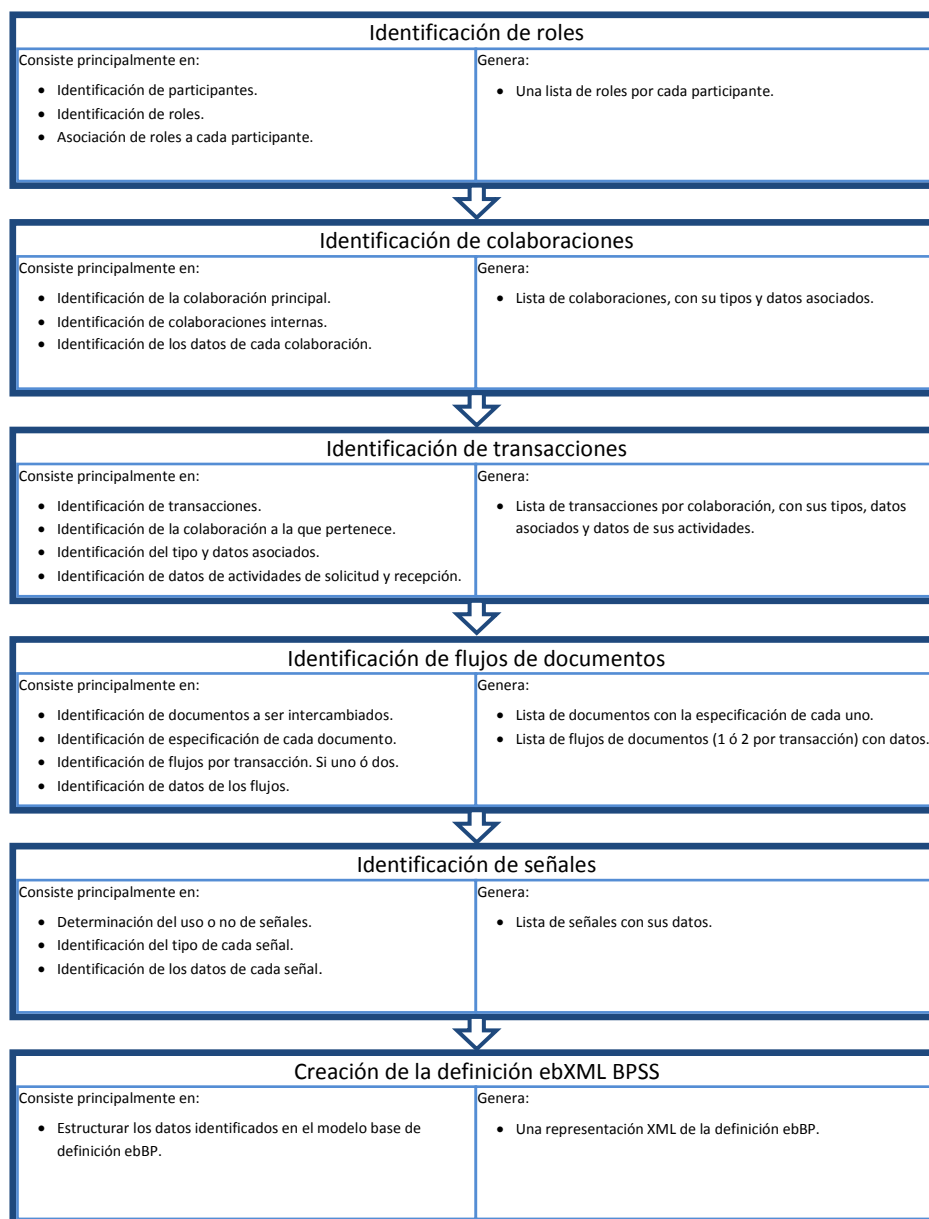 Identificación de roles
Consiste principalmente en:
• Identificación de participantes.
• Identificación de roles.
• Asociación de roles a cada participante.
Genera:
• Una lista de roles por cada participante.
Identificación de colaboraciones
Consiste principalmente en:
• Identificación de la colaboración principal.
• Identificación de colaboraciones internas.
• Identificación de los datos de cada colaboración.
Genera:
• Lista de colaboraciones, con su tipos y datos asociados.
Identificación de transacciones
Consiste principalmente en:
• Identificación de transacciones.
• Identificación de la colaboración a la que pertenece.
• Identificación del tipo y datos asociados.
• Identificación de datos de actividades de solicitud y recepción.
Genera:
• Lista de transacciones por colaboración, con sus tipos, datos
asociados y datos de sus actividades.
Identificación de flujos de documentos
Consiste principalmente en:
• Identificación de documentos a ser intercambiados.
• Identificación de especificación de cada documento.
• Identificación de flujos por transacción. Si uno ó dos.
• Identificación de datos de los flujos.
Genera:
• Lista de documentos con la especificación de cada uno.
• Lista de flujos de documentos (1 ó 2 por transacción) con datos.
Identificación de señales
Consiste principalmente en:
• Determinación del uso o no de señales.
• Identificación del tipo de cada señal.
• Identificación de los datos de cada señal.
Genera:
• Lista de señales con sus datos.
Creación de la definición ebXML BPSS
Consiste principalmente en:
• Estructurar los datos identificados en el modelo base de
definición ebBP.
Genera:
• Una representación XML de la definición ebBP.